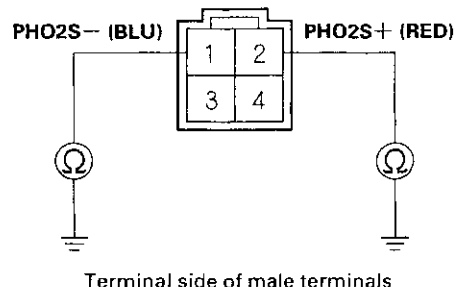 PHO2S− (BLU) PHO2S+ (RED)
1 2
3 4
Ω Ω
Terminal side of male terminals